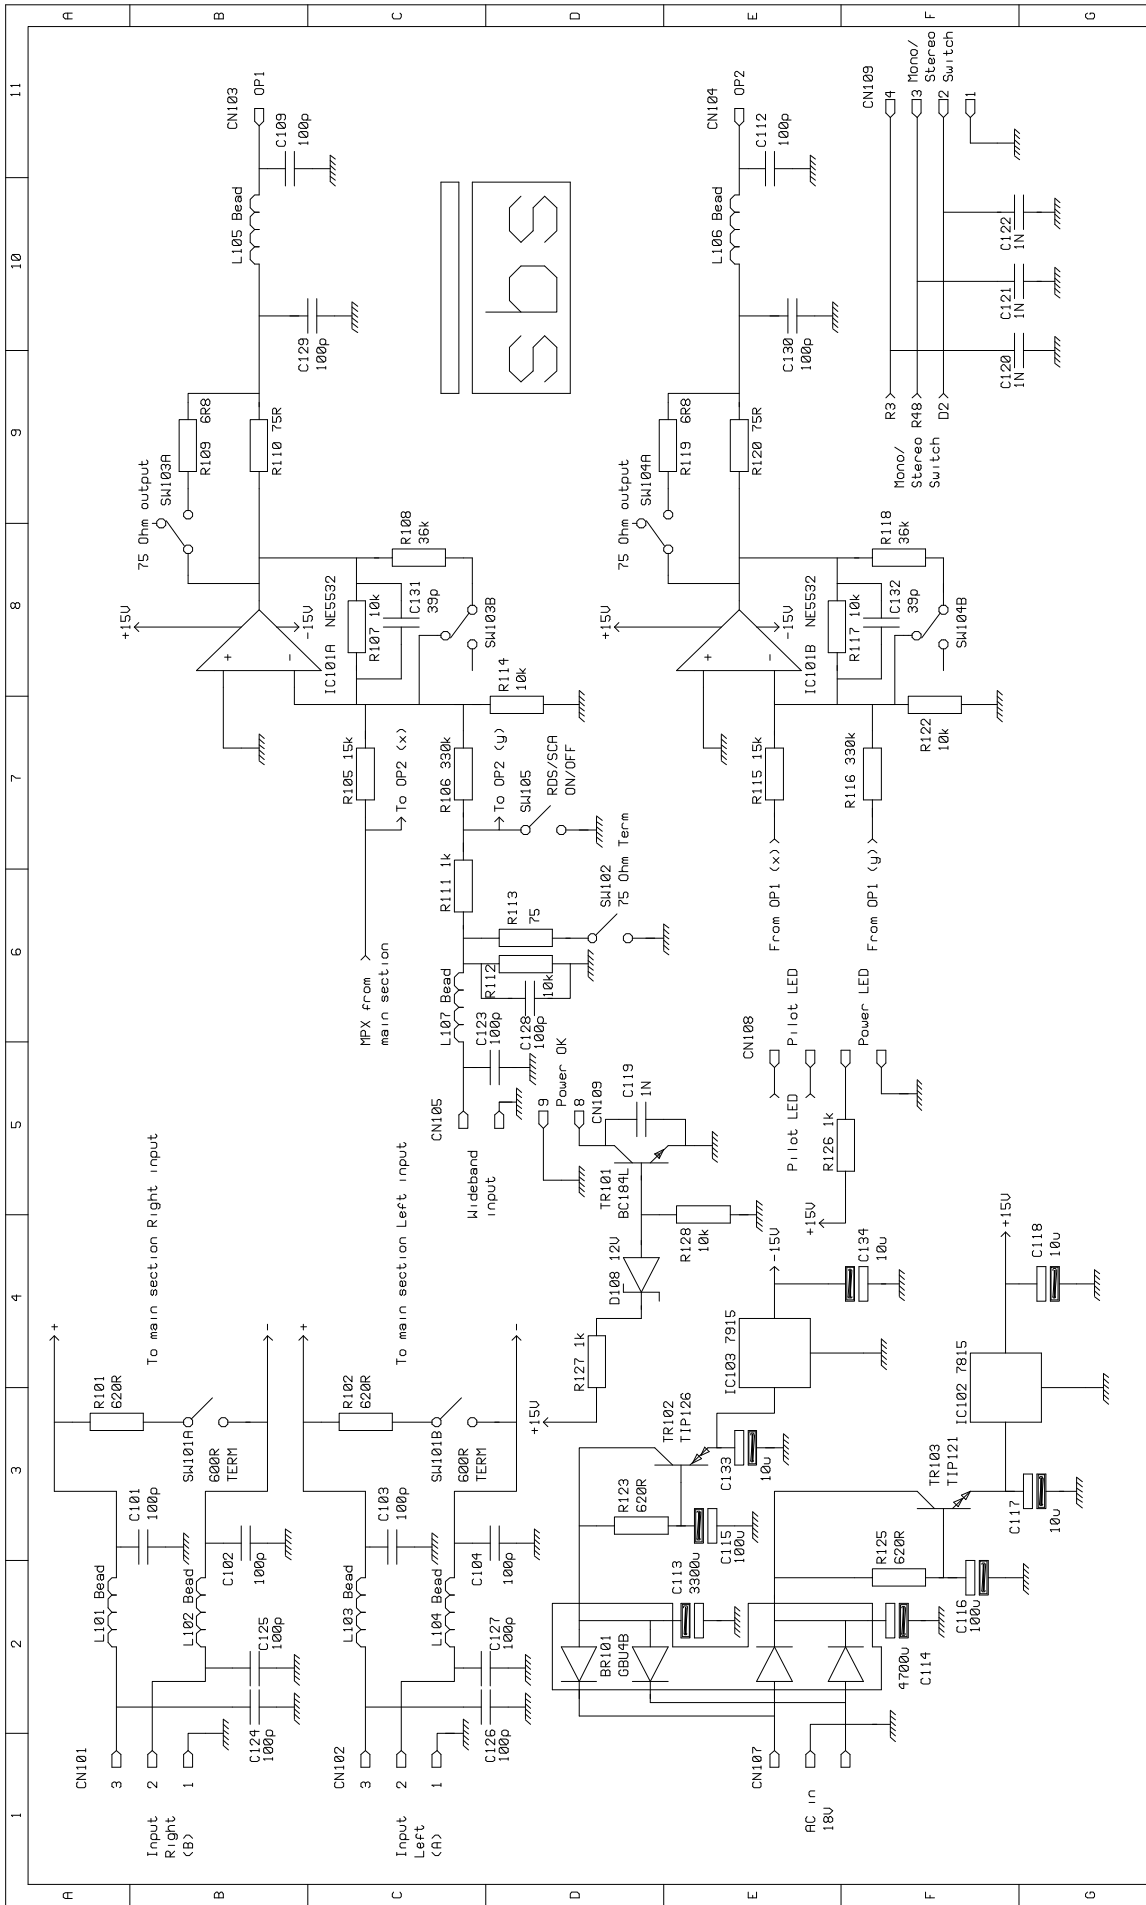 A
B
C
D
E
F
G
11
10
9
8
7
6
5
4
3
2
1
CN103
OP1
C109
100p
L105 Bead
C129
100p
R109 6R8
R110 75R
SW103A
75 Ohm output
+15V
-15V
+
-
IC101A NE5532
R107 10k
C131
39p
R108
36k
SW103B
R114
10k
R105 15k
To OP2 (x)
R106 330k
To OP2 (y)
SW105
RDS/SCA
ON/OFF
R111 1k
R113
75
SW102
75 Ohm Term
R112
10k
C128
100p
L107 Bead
C123
100p
MPX from
main section
CN105
Wideband
input
sbs
CN104
OP2
C112
100p
L106 Bead
C130
100p
R119 6R8
R120 75R
SW104A
75 Ohm output
+15V
-15V
+
-
IC101B NE5532
R117 10k
C132
39p
R118
36k
SW104B
R122
10k
R115 15k
R116 330k
From OP1 (x)
From OP1 (y)
CN109
4
3 Mono/
Stereo
2 Switch
1
C122
1N
C121
1N
C120
1N
R3
R48
D2
Mono/
Stereo
Switch
CN108
Pilot LED
Pilot LED
Power LED
R126 1k
+15V
9
Power OK
8
CN109
C119
1N
TR101
BC184L
R128
10k
D108 12V
R127 1k
+15V
To main section Right input
+
-
R101
620R
SW101A
600R
TERM
C101
100p
C102
100p
L101 Bead
L102 Bead
C125
100p
C124
100p
CN101
3
2
1
Input
Right
(B)
To main section Left input
+
-
R102
620R
SW101B
600R
TERM
C103
100p
C104
100p
L103 Bead
L104 Bead
C127
100p
C126
100p
CN102
3
2
1
Input
Left
(A)
-15V
C134
10u
IC103 7915
TR102
TIP126
C133
10u
R123
620R
C115
100u
C113
3300u
BR101
GBU4B
+15V
C118
10u
IC102 7815
TR103
TIP121
C117
10u
R125
620R
C116
100u
4700u
C114
CN107
AC in
18V